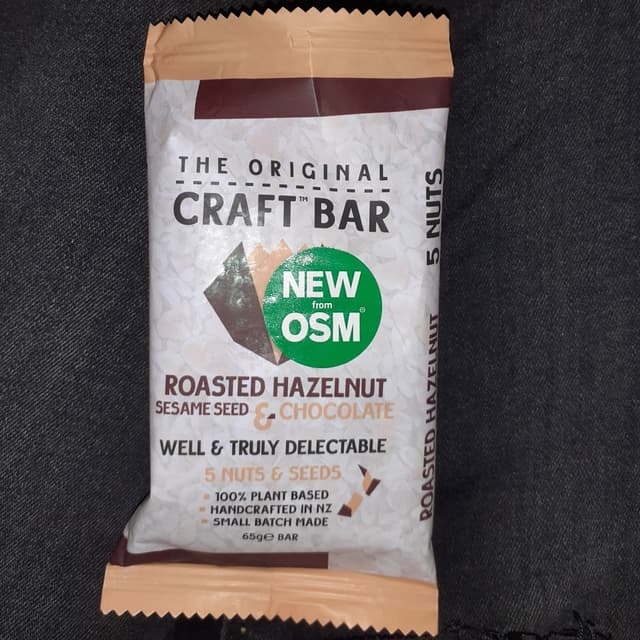 THE ORIGINAL
CRAFT™ BAR
NEW
from
OSM®
ROASTED HAZELNUT
SESAME SEED & CHOCOLATE
WELL & TRULY DELECTABLE
5 NUTS & SEEDS
100% PLANT BASED
HANDCRAFTED IN NZ
SMALL BATCH MADE
65g℮ BAR
ROASTED HAZELNUT
5 NUTS